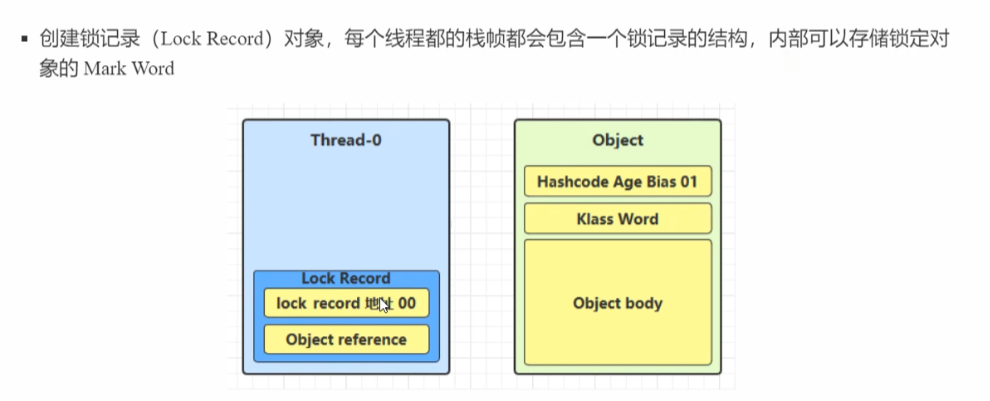 创建锁记录（Lock Record）对象，每个线程都的栈帧都会包含一个锁记录的结构，内部可以存储锁定对
象的 Mark Word
Thread-0
Lock Record
lock record 地址 00
Object reference
Object
Hashcode Age Bias 01
Klass Word
Object body